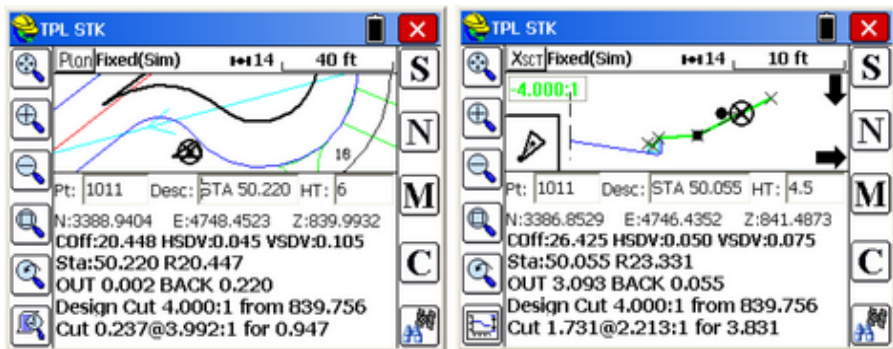 TPL STK
Plan Fixed(Sim) 14 40 ft
S
N
18
Pt: 1011 Desc: STA 50.220 HT: 6
M
N:3388.9404 E:4748.4523 Z:839.9932
COff:20.448 HSDV:0.045 VSDV:0.105
Sta:50.220 R20.447
C
OUT 0.002 BACK 0.220
Design Cut 4.000:1 from 839.756
Cut 0.237@3.992:1 for 0.947
TPL STK
XSCT Fixed(Sim) 14 10 ft
S
-4.000:1
N
Pt: 1011 Desc: STA 50.055 HT: 4.5
M
N:3386.8529 E:4746.4352 Z:841.4873
COff:26.425 HSDV:0.050 VSDV:0.075
Sta:50.055 R23.331
C
OUT 3.093 BACK 0.055
Design Cut 4.000:1 from 839.756
Cut 1.731@2.213:1 for 3.831